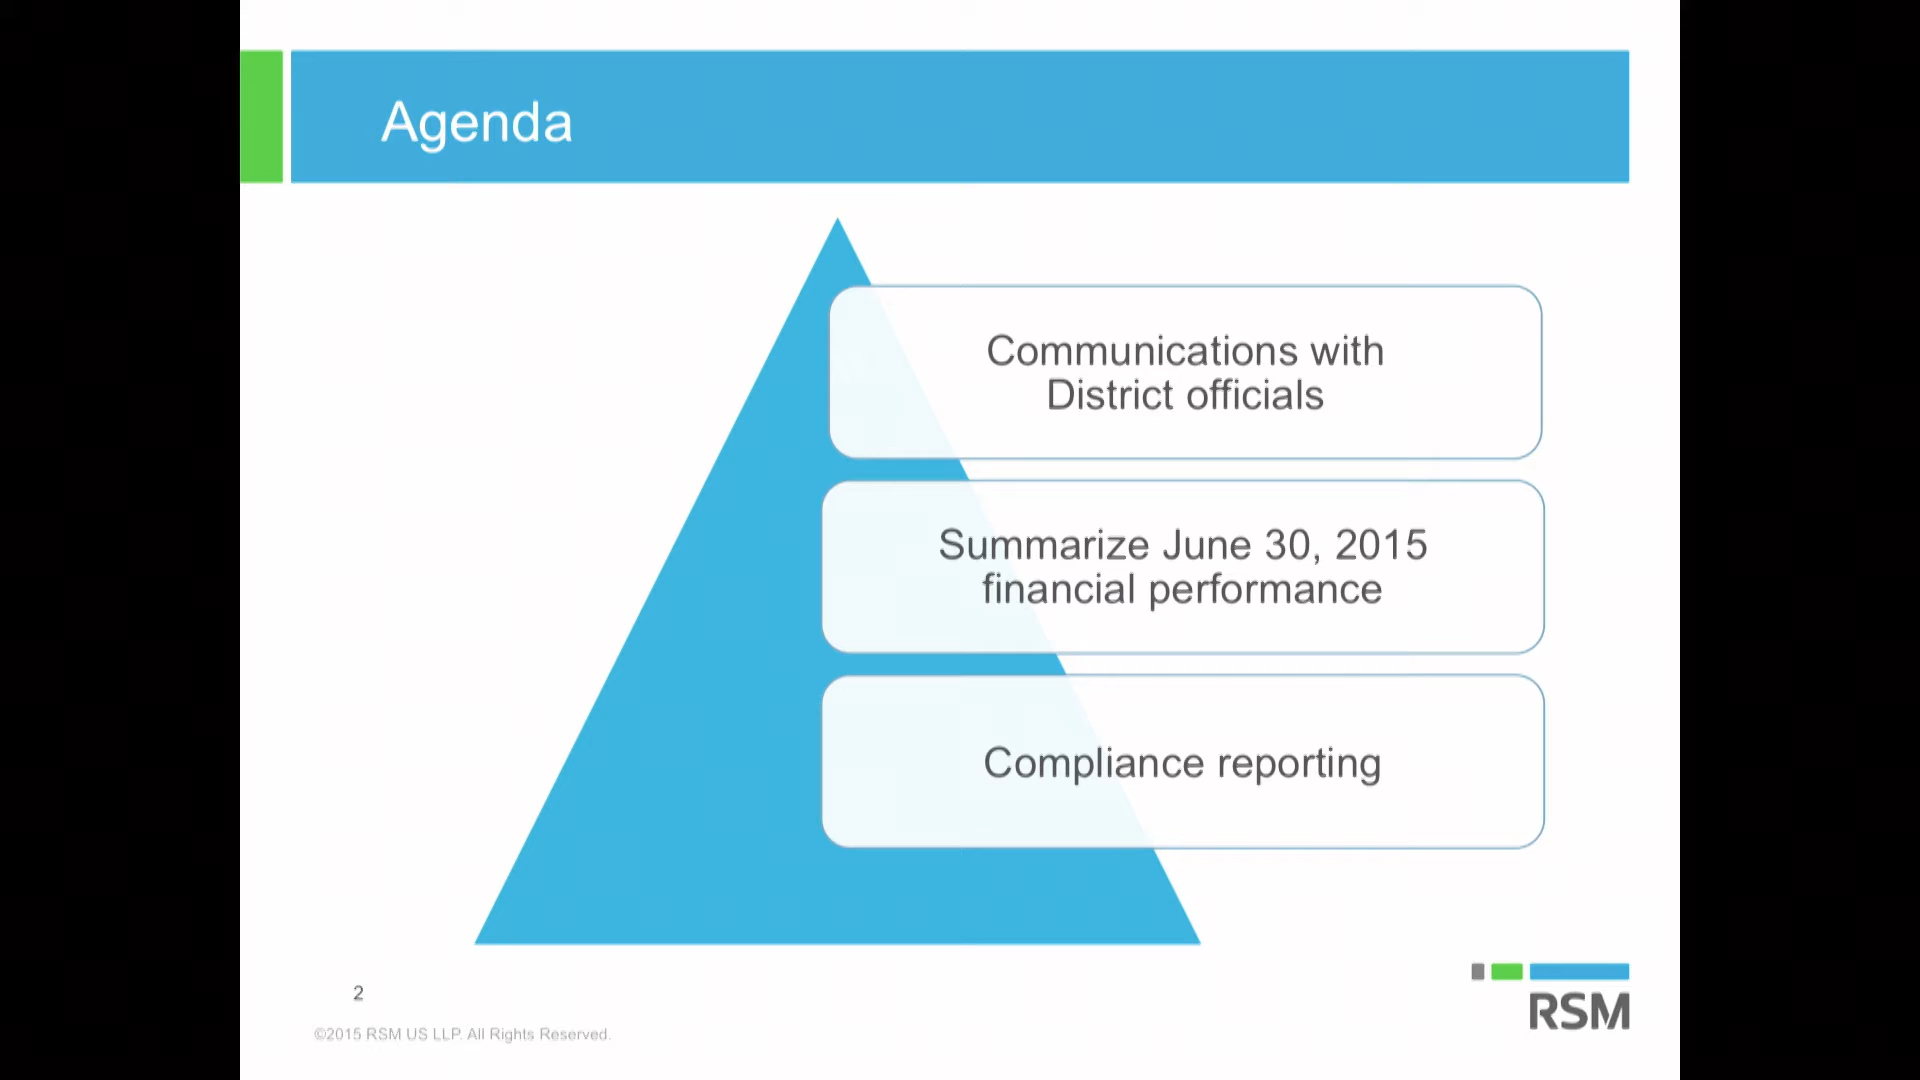 Agenda
Communications with
District officials
Summarize June 30, 2015
financial performance
Compliance reporting
2
©2015 RSM US LLP. All Rights Reserved.
RSM